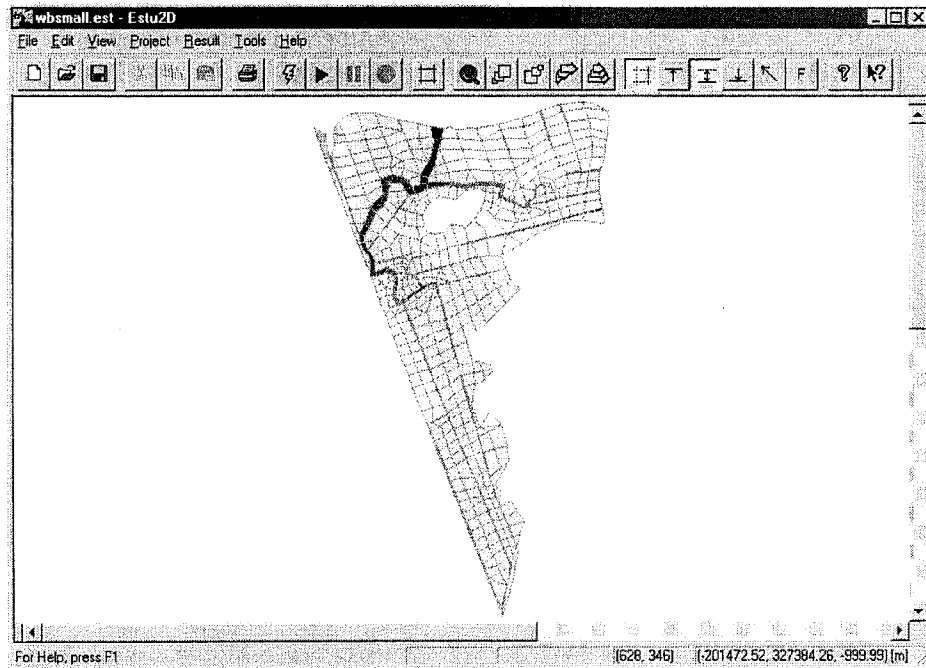 wbsmall.est - Estu2D
File Edit View Project Result Tools Help
F
For Help, press F1 (628, 346) (-201472.52, 327384.26, -999.99) [m]